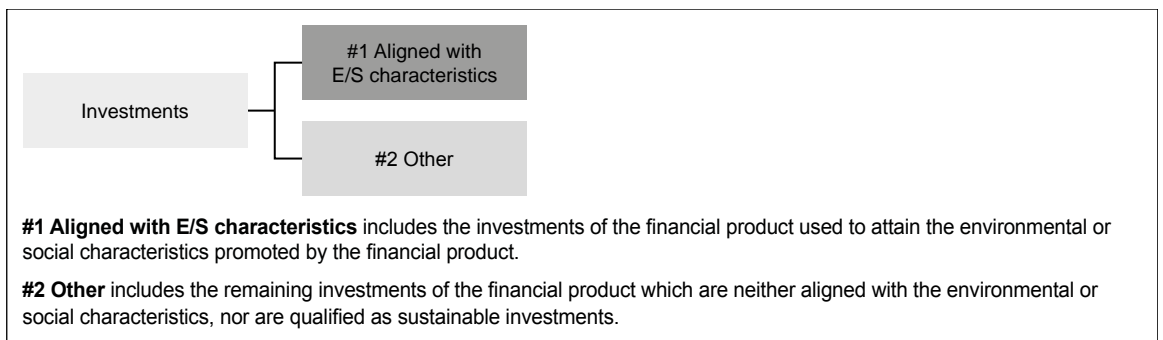 #1 Aligned with
E/S characteristics
Investments
#2 Other
#1 Aligned with E/S characteristics includes the investments of the financial product used to attain the environmental or
social characteristics promoted by the financial product.
#2 Other includes the remaining investments of the financial product which are neither aligned with the environmental or
social characteristics, nor are qualified as sustainable investments.